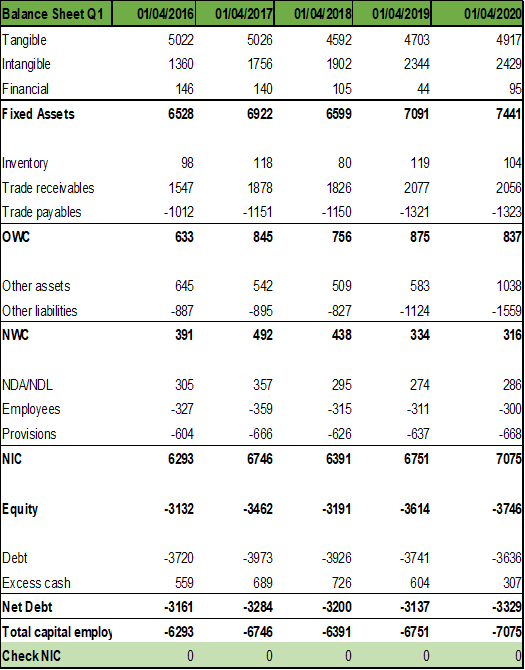 Balance Sheet Q1 01/04/2016 01/04/2017 01/04/2018 01/04/2019 01/04/2020
Tangible 5022 5026 4592 4703 4917
Intangible 1360 1756 1902 2344 2429
Financial 146 140 105 44 95
Fixed Assets 6528 6922 6599 7091 7441
Inventory 98 118 80 119 104
Trade receivables 1547 1878 1826 2077 2056
Trade payables -1012 -1151 -1150 -1321 -1323
OWC 633 845 756 875 837
Other assets 645 542 509 583 1038
Other liabilities -887 -895 -827 -1124 -1559
NWC 391 492 438 334 316
NDA/NDL 305 357 295 274 286
Employees -327 -359 -315 -311 -300
Provisions -604 -666 -626 -637 -668
NIC 6293 6746 6391 6751 7075
Equity -3132 -3462 -3191 -3614 -3746
Debt -3720 -3973 -3926 -3741 -3636
Excess cash 559 689 726 604 307
Net Debt -3161 -3284 -3200 -3137 -3329
Total capital employ -6293 -6746 -6391 -6751 -7075
Check NIC 0 0 0 0 0